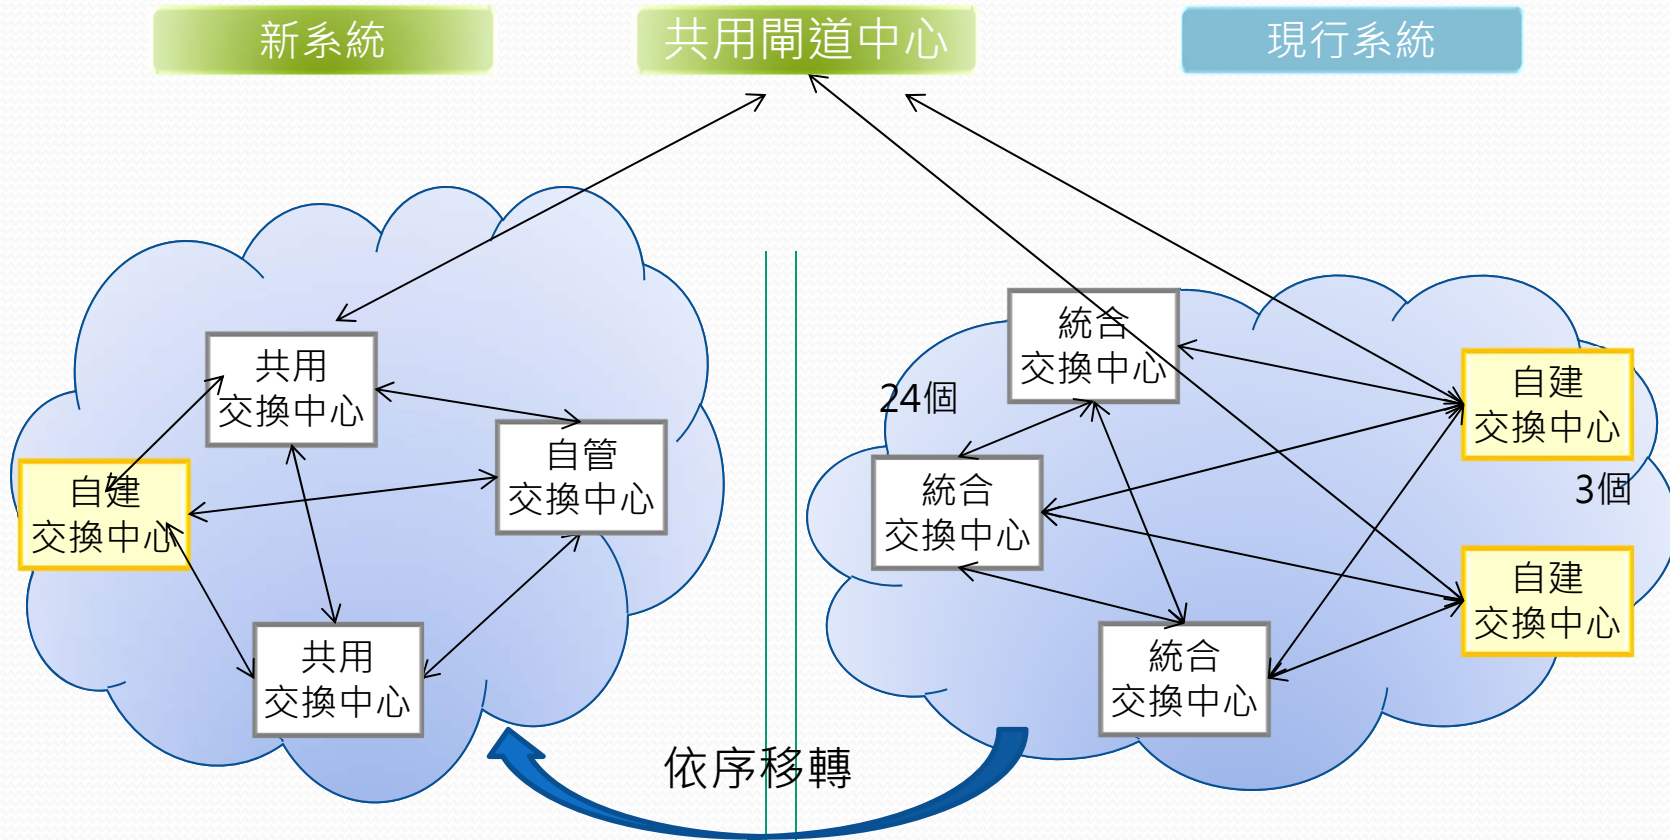 新系統
共用閘道中心
現行系統
共用
交換中心
自管
交換中心
自建
交換中心
共用
交換中心
統合
交換中心
24個
統合
交換中心
統合
交換中心
自建
交換中心
3個
自建
交換中心
依序移轉